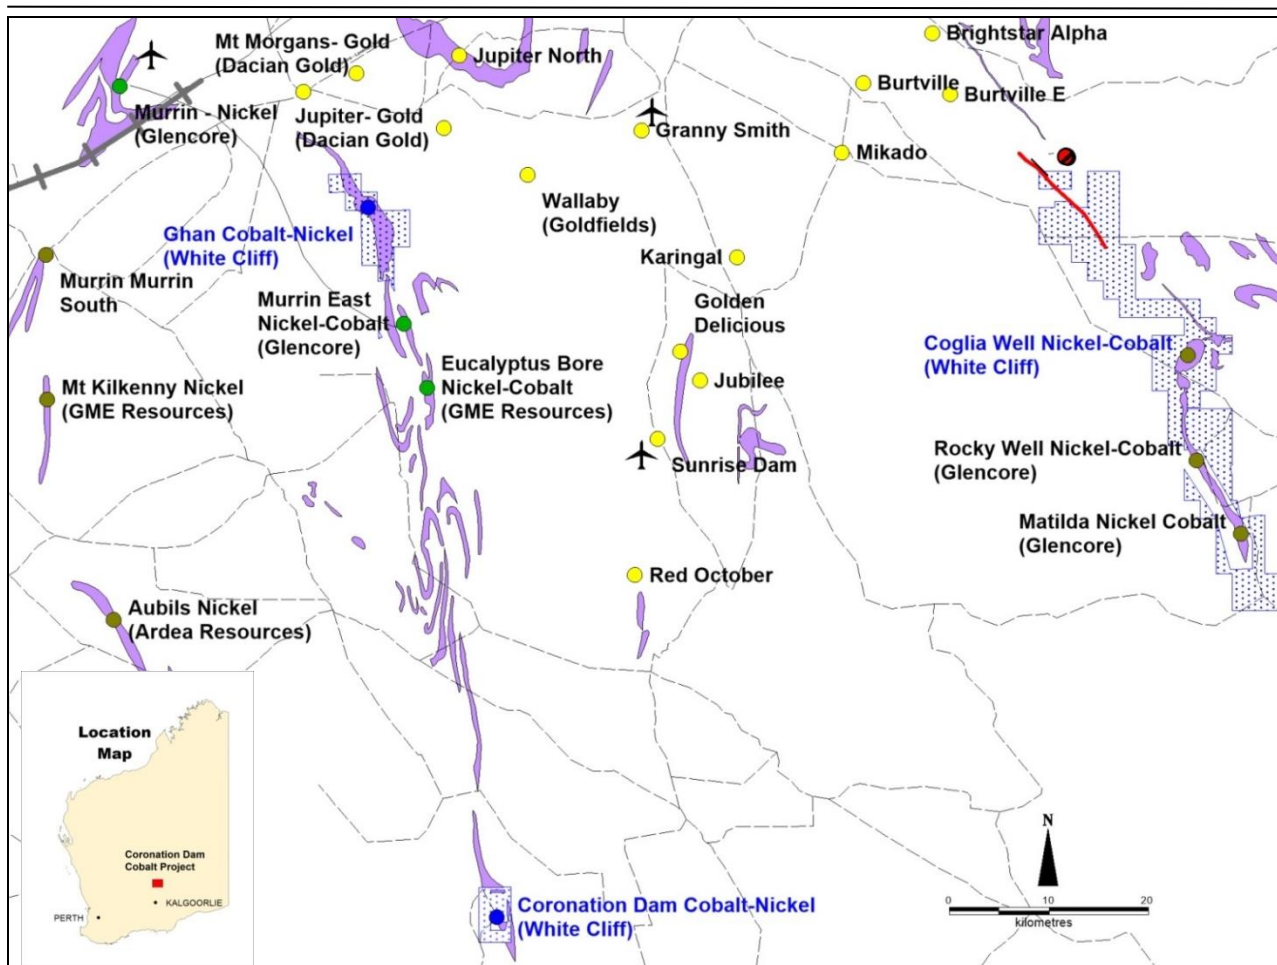 Mt Morgans- Gold
(Dacian Gold)
Jupiter North
Brightstar Alpha
Burtville
Burtville E
Murrin - Nickel
(Glencore)
Jupiter- Gold
(Dacian Gold)
Granny Smith
Mikado
Wallaby
(Goldfields)
Ghan Cobalt-Nickel
(White Cliff)
Karingal
Murrin Murrin
South
Murrin East
Nickel-Cobalt
(Glencore)
Golden
Delicious
Coglia Well Nickel-Cobalt
(White Cliff)
Eucalyptus Bore
Nickel-Cobalt
(GME Resources)
Jubilee
Mt Kilkenny Nickel
(GME Resources)
Sunrise Dam
Rocky Well Nickel-Cobalt
(Glencore)
Matilda Nickel Cobalt
(Glencore)
Red October
Aubils Nickel
(Ardea Resources)
Location
Map
Coronation Dam
Cobalt Project
KALGOORLIE
PERTH
Coronation Dam Cobalt-Nickel
(White Cliff)
N
0 10 20
kilometres